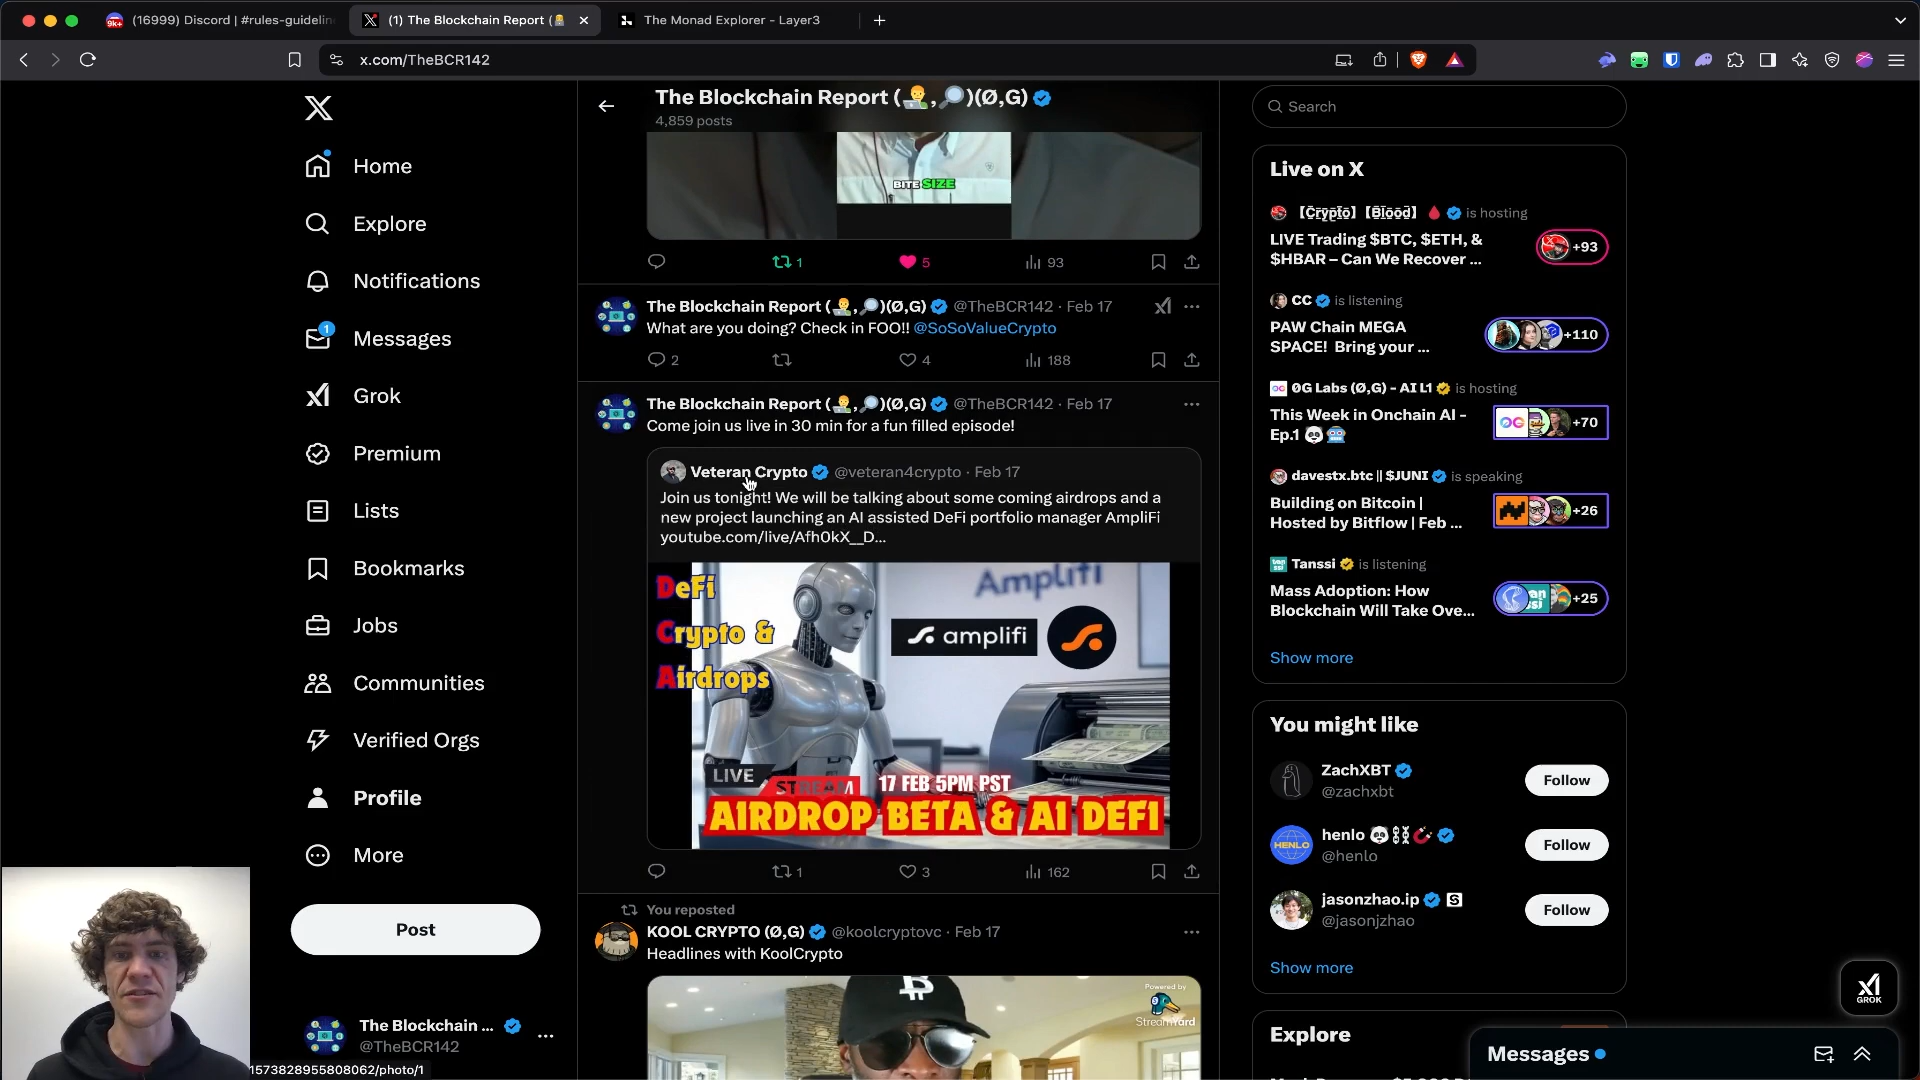 (16999) Discord | #rules-guidelin
(1) The Blockchain Report (
The Monad Explorer - Layer3
x.com/TheBCR142
Home
Explore
Notifications
1
Messages
Grok
Premium
Lists
Bookmarks
Jobs
Communities
Verified Orgs
Profile
More
Post
The Blockchain ...
@TheBCR142
1573828955808062/photo/1
The Blockchain Report (👨‍💻,🔎)(Ø,G)
4,859 posts
BITE SIZE
1
5
93
The Blockchain Report (👨‍💻,🔎)(Ø,G) @TheBCR142 · Feb 17
What are you doing? Check in FOO!! @SoSoValueCrypto
2
4
188
The Blockchain Report (👨‍💻,🔎)(Ø,G) @TheBCR142 · Feb 17
Come join us live in 30 min for a fun filled episode!
Veteran Crypto @veteran4crypto · Feb 17
Join us tonight! We will be talking about some coming airdrops and a
new project launching an AI assisted DeFi portfolio manager AmpliFi
youtube.com/live/Afh0kX__D...
Amplifi
DeFi
Crypto &
Airdrops
amplifi
LIVE
STREAM
17 FEB 5PM PST
AIRDROP BETA & AI DEFI
1
3
162
You reposted
KOOL CRYPTO (Ø,G) @koolcryptovc · Feb 17
Headlines with KoolCrypto
Powered by
StreamYard
Search
Live on X
【Crypto】【Blood】 🩸 is hosting
LIVE Trading $BTC, $ETH, &
$HBAR – Can We Recover ...
+93
CC is listening
PAW Chain MEGA
SPACE! Bring your ...
+110
0G Labs (Ø,G) - AI L1 is hosting
This Week in Onchain AI -
Ep.1 🐼🤖
+70
davestx.btc || $JUNI is speaking
Building on Bitcoin |
Hosted by Bitflow | Feb ...
+26
Tanssi is listening
Mass Adoption: How
Blockchain Will Take Ove...
+25
Show more
You might like
ZachXBT
@zachxbt
Follow
HENLO
henlo
@henlo
Follow
jasonzhao.ip
@jasonjzhao
Follow
Show more
Explore
GROK
Messages